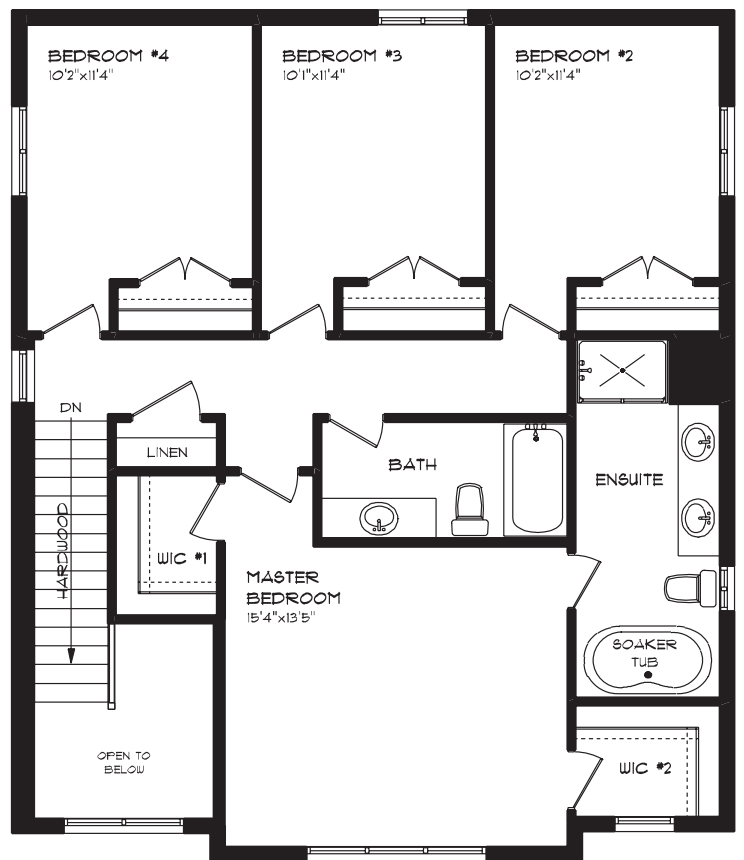 BEDROOM #4
10'2"x11'4"
BEDROOM #3
10'1"x11'4"
BEDROOM #2
10'2"x11'4"
DN
LINEN
BATH
ENSUITE
HARDWOOD
WIC #1
MASTER
BEDROOM
15'4"x13'5"
SOAKER
TUB
OPEN TO
BELOW
WIC #2